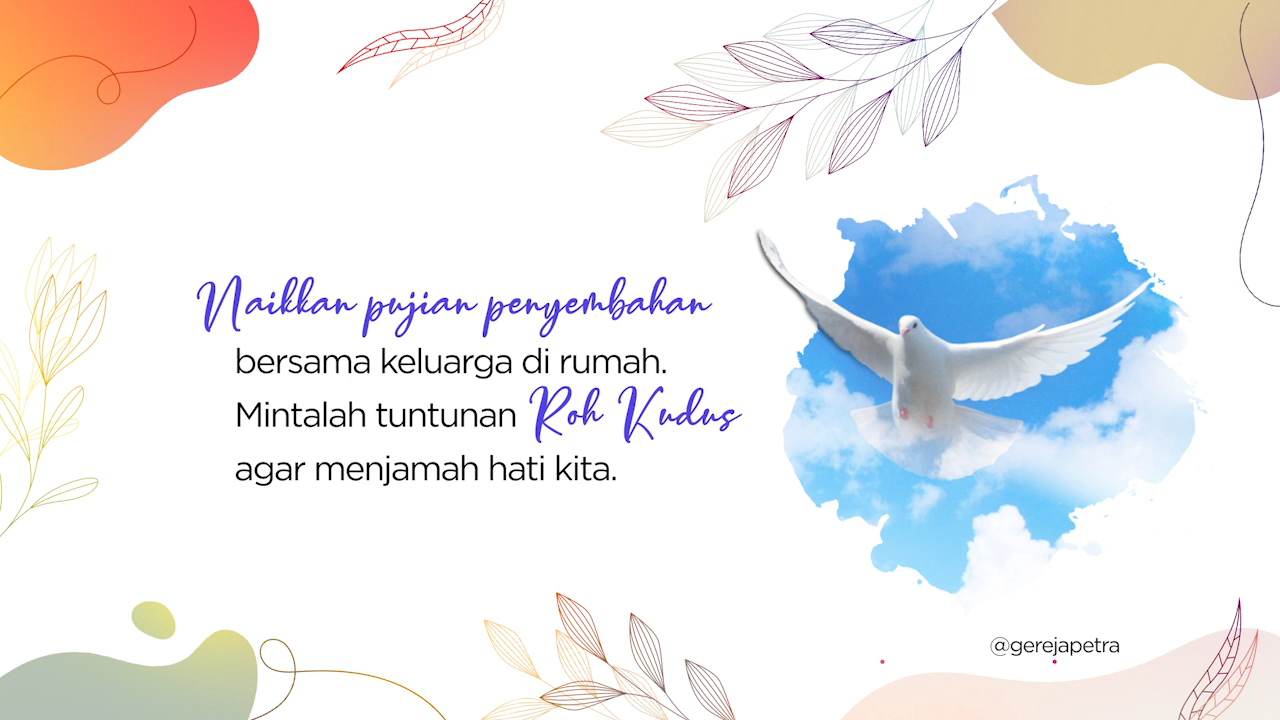 Naikkan pujian penyembahan
bersama keluarga di rumah.
Mintalah tuntunan Roh Kudus
agar menjamah hati kita.
@gerejapetra